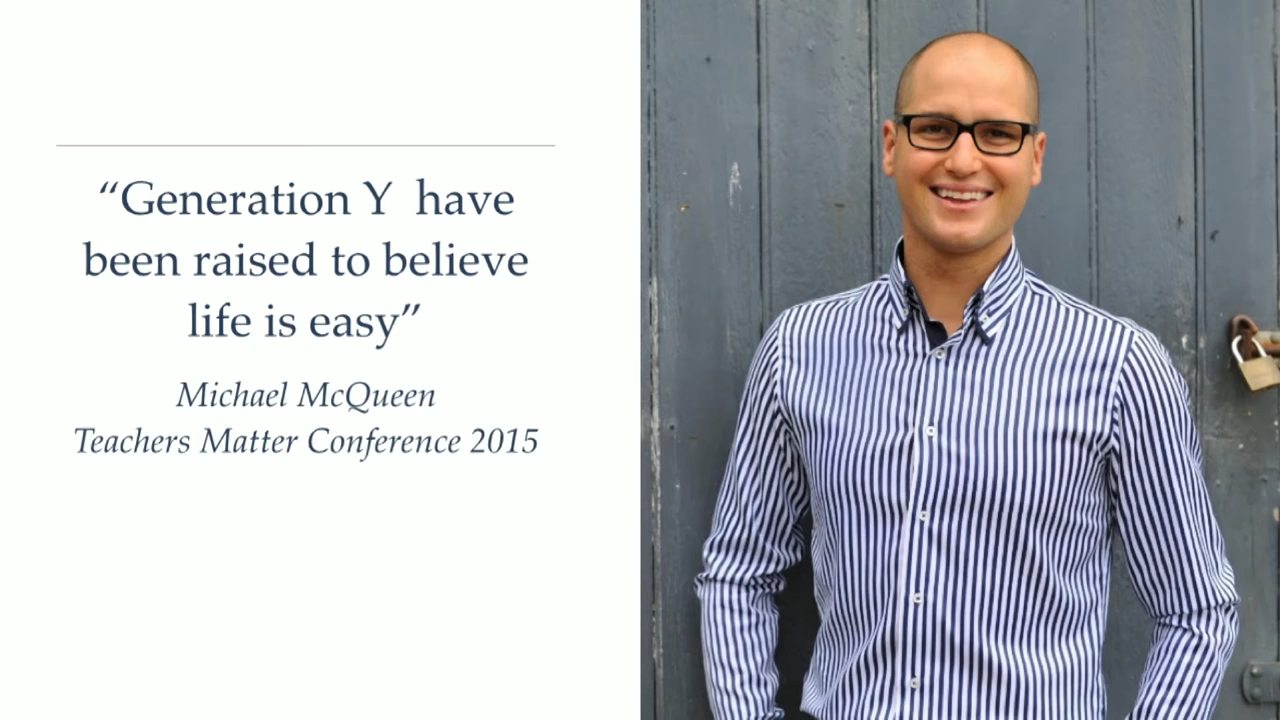 “Generation Y have
been raised to believe
life is easy”
Michael McQueen
Teachers Matter Conference 2015